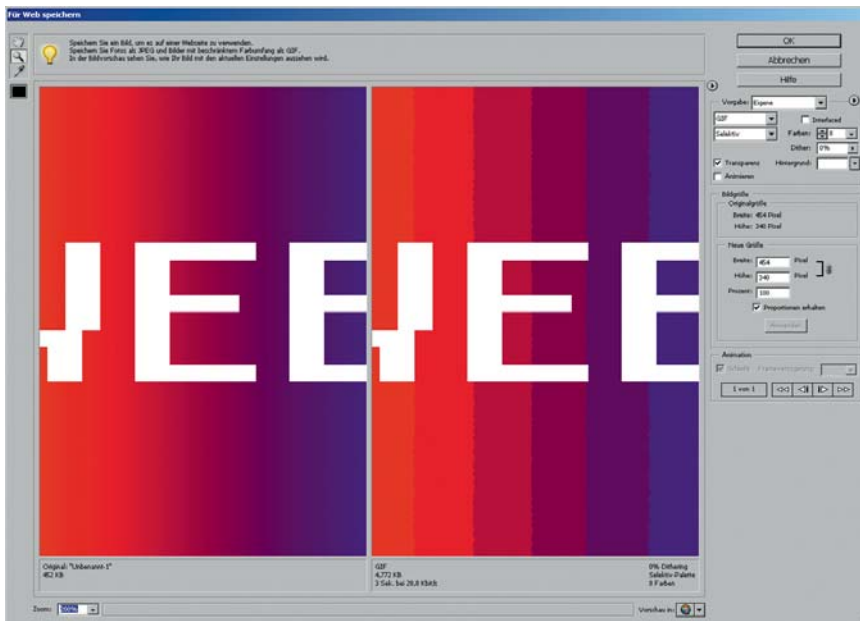 Für Web speichern
Speichern Sie ein Bild, um es auf einer Webseite zu verwenden.
Speichern Sie Fotos als JPEG und Bilder mit beschränktem Farbumfang als GIF.
In der Bildvorschau sehen Sie, wie Ihr Bild mit den aktuellen Einstellungen aussehen wird.
OK
Abbrechen
Hilfe
Vorgabe: Eigene
GIF
Interlaced
Selektiv
Farben: 8
Dither: 0%
Transparenz
Hintergrund:
Animieren
Bildgröße
Originalgröße
Breite: 454 Pixel
Höhe: 340 Pixel
Neue Größe
Breite: 454 Pixel
Höhe: 340 Pixel
Prozent: 100
Proportionen erhalten
Anwenden
Animation
Schleife
1 von 1
WEB
WEB
Original: "Unbenannt-1"
452 KB
GIF
4,772 KB
3 Sek. bei 28,8 Kbit/s
0% Dithering
Selektiv-Palette
8 Farben
Zoom: 200%
Vorschau in: